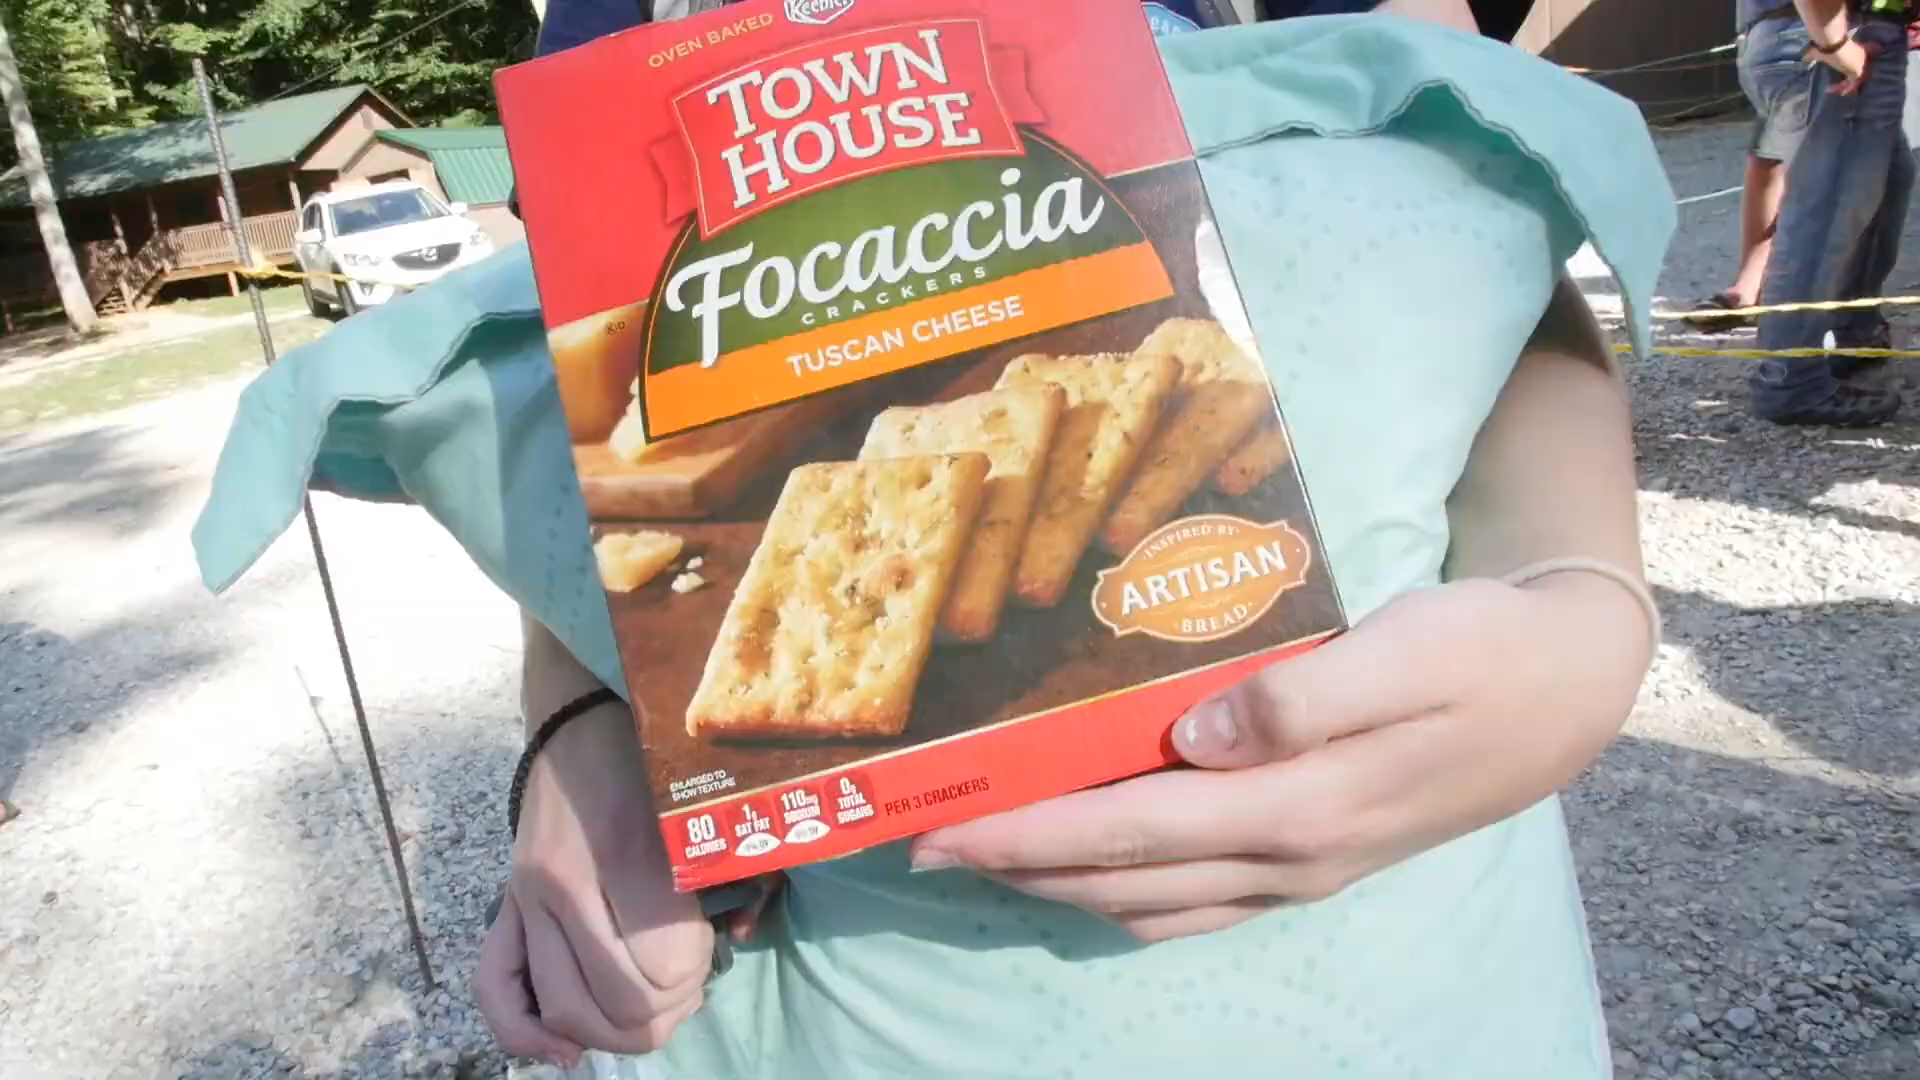 OVEN BAKED
Keebler
TOWN
HOUSE
Focaccia
CRACKERS
TUSCAN CHEESE
INSPIRED BY
ARTISAN
BREAD
ENLARGED TO
SHOW TEXTURE
80
CALORIES
1g
SAT FAT
110mg
SODIUM
0g
TOTAL
SUGARS
PER 3 CRACKERS